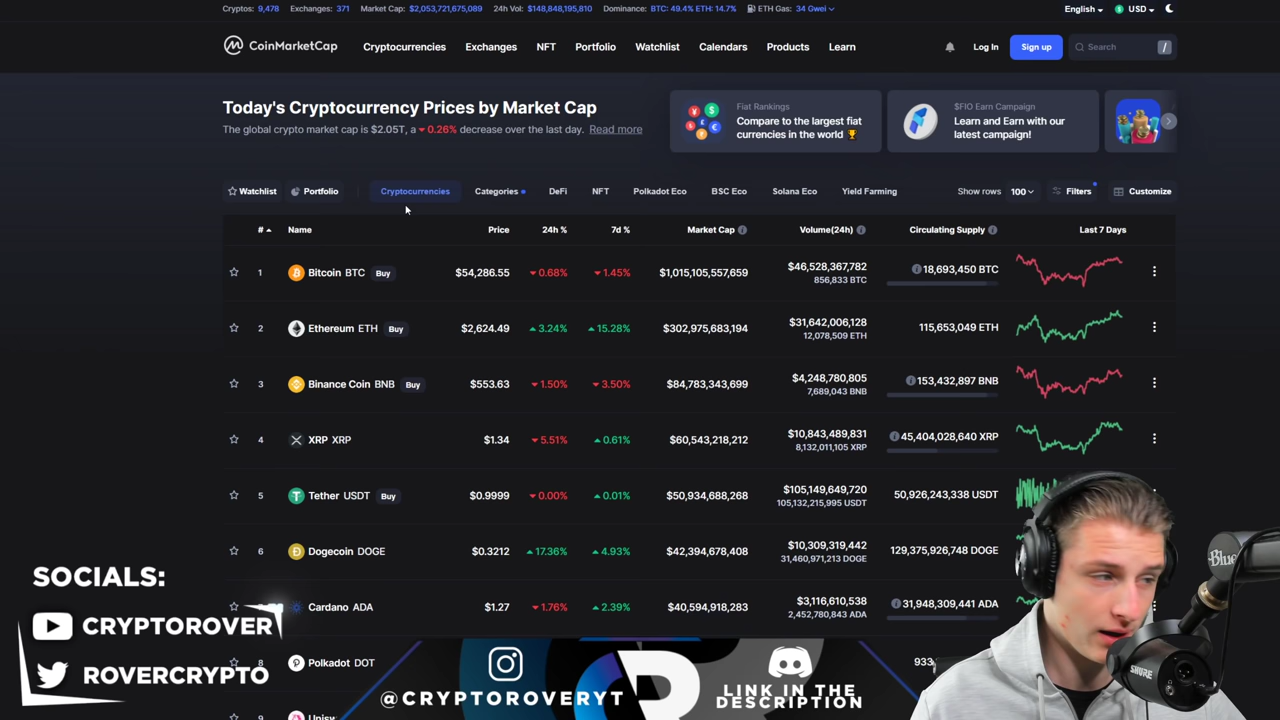 Cryptos: 9,478 Exchanges: 371 Market Cap: $2,053,721,675,089 24h Vol: $148,848,195,810 Dominance: BTC: 49.4% ETH: 14.7% ETH Gas: 34 Gwei English USD
CoinMarketCap Cryptocurrencies Exchanges NFT Portfolio Watchlist Calendars Products Learn Log In Sign up Search /
Today's Cryptocurrency Prices by Market Cap
The global crypto market cap is $2.05T, a 0.26% decrease over the last day. Read more
Fiat Rankings
Compare to the largest fiat
currencies in the world
$FIO Earn Campaign
Learn and Earn with our
latest campaign!
Watchlist Portfolio Cryptocurrencies Categories DeFi NFT Polkadot Eco BSC Eco Solana Eco Yield Farming Show rows 100 Filters Customize
# Name Price 24h % 7d % Market Cap Volume(24h) Circulating Supply Last 7 Days
1 Bitcoin BTC Buy $54,286.55 0.68% 1.45% $1,015,105,557,659 $46,528,367,782 18,693,450 BTC
856,833 BTC
2 Ethereum ETH Buy $2,624.49 3.24% 15.28% $302,975,683,194 $31,642,006,128 115,653,049 ETH
12,078,509 ETH
3 Binance Coin BNB Buy $553.63 1.50% 3.50% $84,783,343,699 $4,248,780,805 153,432,897 BNB
7,689,043 BNB
4 XRP XRP $1.34 5.51% 0.61% $60,543,218,212 $10,843,489,831 45,404,028,640 XRP
8,132,011,105 XRP
5 Tether USDT Buy $0.9999 0.00% 0.01% $50,934,688,268 $105,149,649,720 50,926,243,338 USDT
105,132,215,995 USDT
6 Dogecoin DOGE $0.3212 17.36% 4.93% $42,394,678,408 $10,309,319,442 129,375,926,748 DOGE
31,460,971,213 DOGE
Cardano ADA $1.27 1.76% 2.39% $40,594,918,283 $3,116,610,538 31,948,309,441 ADA
2,452,780,843 ADA
8 Polkadot DOT 933
9
SOCIALS:
CRYPTOROVER
ROVERCRYPTO
@CRYPTOROVERYT
LINK IN THE
DESCRIPTION
Blue
SHURE